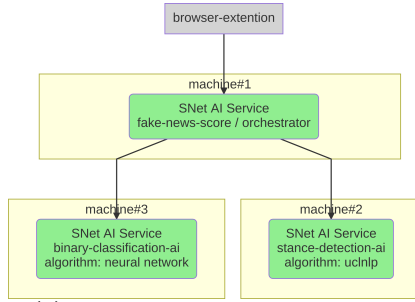 browser-extention
machine#1
SNet AI Service
fake-news-score / orchestrator
machine#3
SNet AI Service
binary-classification-ai
algorithm: neural network
machine#2
SNet AI Service
stance-detection-ai
algorithm: uclnlp